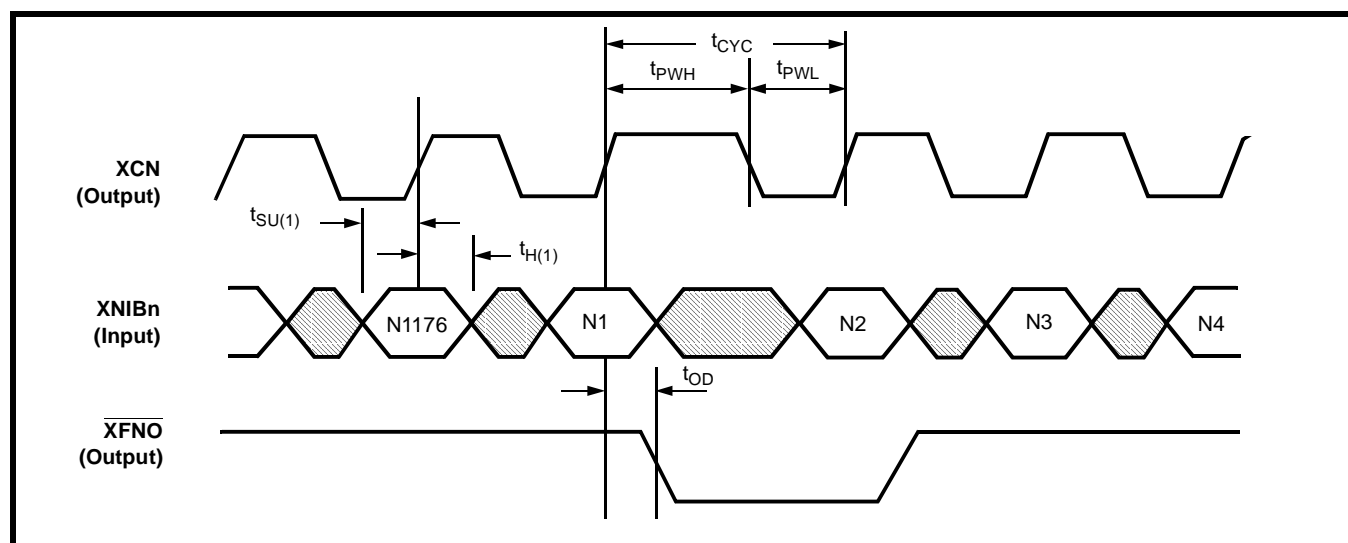 tCYC
tPWH
tPWL
XCN
(Output)
tSU(1)
tH(1)
XNIBn
(Input)
N1176
N1
N2
N3
N4
tOD
XFNO
(Output)